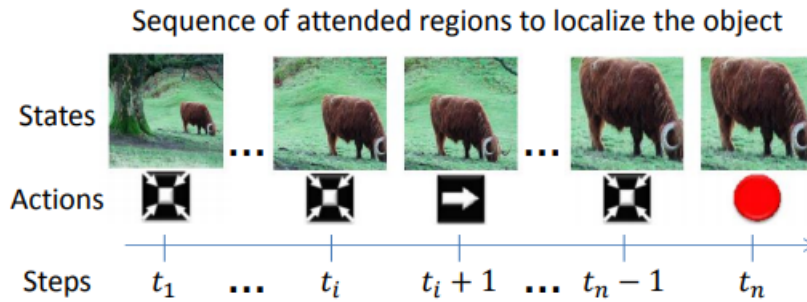 Sequence of attended regions to localize the object
States
... ...
Actions
Steps t₁ ... tᵢ tᵢ + 1 ... tₙ − 1 tₙ